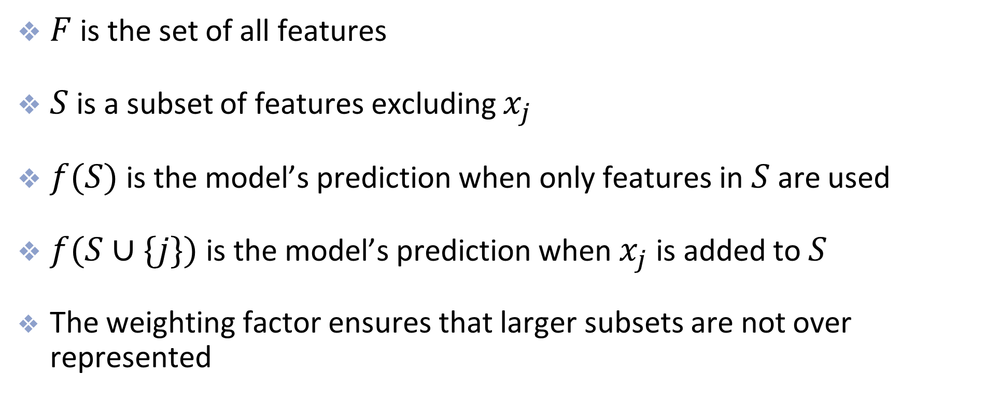 ❖ F is the set of all features
❖ S is a subset of features excluding x_j
❖ f(S) is the model’s prediction when only features in S are used
❖ f(S ∪ {j}) is the model’s prediction when x_j is added to S
❖ The weighting factor ensures that larger subsets are not over
represented